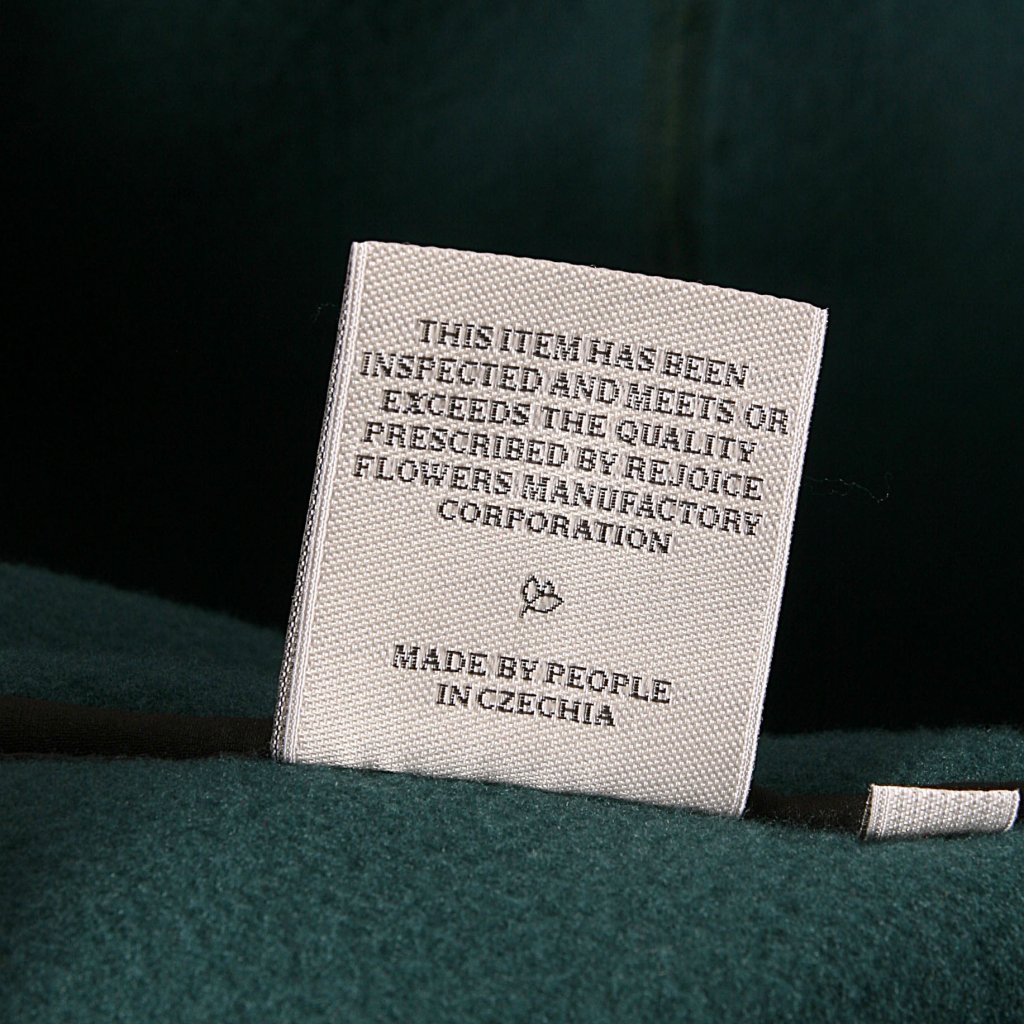 THIS ITEM HAS BEEN
INSPECTED AND MEETS OR
EXCEEDS THE QUALITY
PRESCRIBED BY REJOICE
FLOWERS MANUFACTORY
CORPORATION
MADE BY PEOPLE
IN CZECHIA